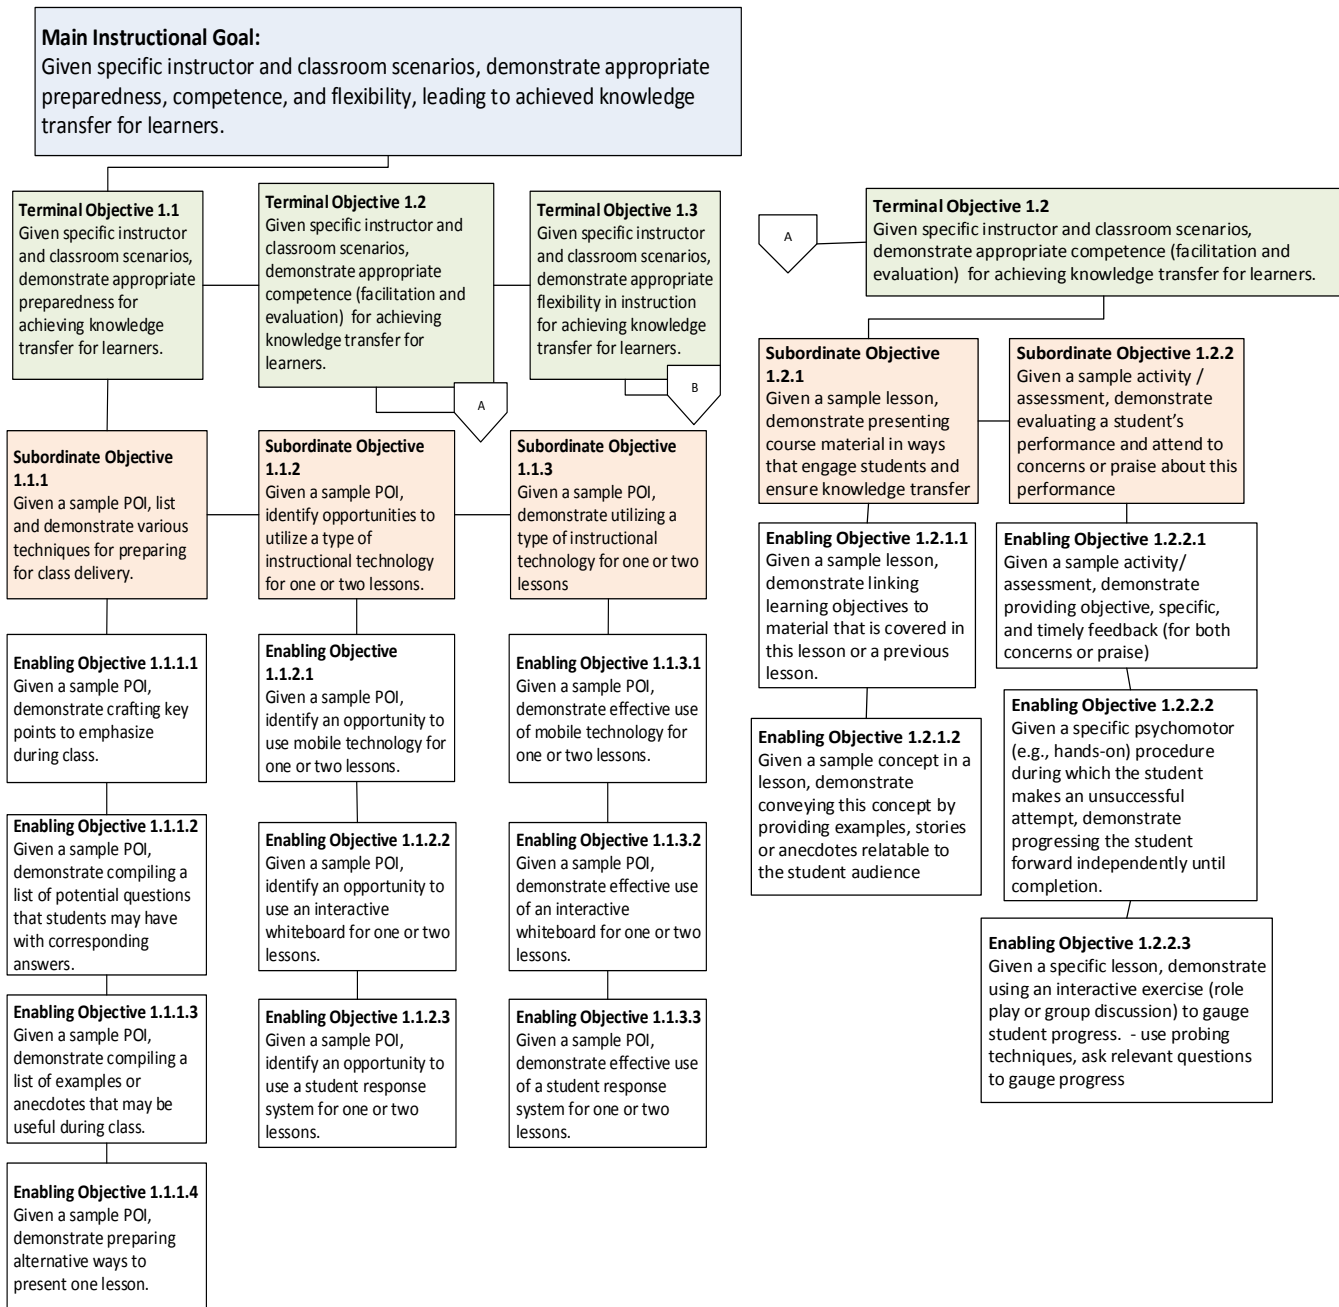 Main Instructional Goal:
Given specific instructor and classroom scenarios, demonstrate appropriate
preparedness, competence, and flexibility, leading to achieved knowledge
transfer for learners.
Terminal Objective 1.1
Given specific instructor
and classroom scenarios,
demonstrate appropriate
preparedness for
achieving knowledge
transfer for learners.
Terminal Objective 1.2
Given specific instructor and
classroom scenarios,
demonstrate appropriate
competence (facilitation and
evaluation)  for achieving
knowledge transfer for
learners.
A
Terminal Objective 1.3
Given specific instructor
and classroom scenarios,
demonstrate appropriate
flexibility in instruction
for achieving knowledge
transfer for learners.
B
Subordinate Objective
1.1.1
Given a sample POI, list
and demonstrate various
techniques for preparing
for class delivery.
Subordinate Objective
1.1.2
Given a sample POI,
identify opportunities to
utilize a type of
instructional technology
for one or two lessons.
Subordinate Objective
1.1.3
Given a sample POI,
demonstrate utilizing a
type of instructional
technology for one or two
lessons
Enabling Objective 1.1.1.1
Given a sample POI,
demonstrate crafting key
points to emphasize
during class.
Enabling Objective 1.1.1.2
Given a sample POI,
demonstrate compiling a
list of potential questions
that students may have
with corresponding
answers.
Enabling Objective 1.1.1.3
Given a sample POI,
demonstrate compiling a
list of examples or
anecdotes that may be
useful during class.
Enabling Objective 1.1.1.4
Given a sample POI,
demonstrate preparing
alternative ways to
present one lesson.
Enabling Objective
1.1.2.1
Given a sample POI,
identify an opportunity to
use mobile technology for
one or two lessons.
Enabling Objective 1.1.2.2
Given a sample POI,
identify an opportunity to
use an interactive
whiteboard for one or two
lessons.
Enabling Objective 1.1.2.3
Given a sample POI,
identify an opportunity to
use a student response
system for one or two
lessons.
Enabling Objective 1.1.3.1
Given a sample POI,
demonstrate effective use
of mobile technology for
one or two lessons.
Enabling Objective 1.1.3.2
Given a sample POI,
demonstrate effective use
of an interactive
whiteboard for one or two
lessons.
Enabling Objective 1.1.3.3
Given a sample POI,
demonstrate effective use
of a student response
system for one or two
lessons.
A
Terminal Objective 1.2
Given specific instructor and classroom scenarios,
demonstrate appropriate competence (facilitation and
evaluation)  for achieving knowledge transfer for learners.
Subordinate Objective
1.2.1
Given a sample lesson,
demonstrate presenting
course material in ways
that engage students and
ensure knowledge transfer
Subordinate Objective 1.2.2
Given a sample activity /
assessment, demonstrate
evaluating a student’s
performance and attend to
concerns or praise about this
performance
Enabling Objective 1.2.1.1
Given a sample lesson,
demonstrate linking
learning objectives to
material that is covered in
this lesson or a previous
lesson.
Enabling Objective 1.2.1.2
Given a sample concept in a
lesson, demonstrate
conveying this concept by
providing examples, stories
or anecdotes relatable to
the student audience
Enabling Objective 1.2.2.1
Given a sample activity/
assessment, demonstrate
providing objective, specific,
and timely feedback (for both
concerns or praise)
Enabling Objective 1.2.2.2
Given a specific psychomotor
(e.g., hands-on) procedure
during which the student
makes an unsuccessful
attempt, demonstrate
progressing the student
forward independently until
completion.
Enabling Objective 1.2.2.3
Given a specific lesson, demonstrate
using an interactive exercise (role
play or group discussion) to gauge
student progress.  - use probing
techniques, ask relevant questions
to gauge progress